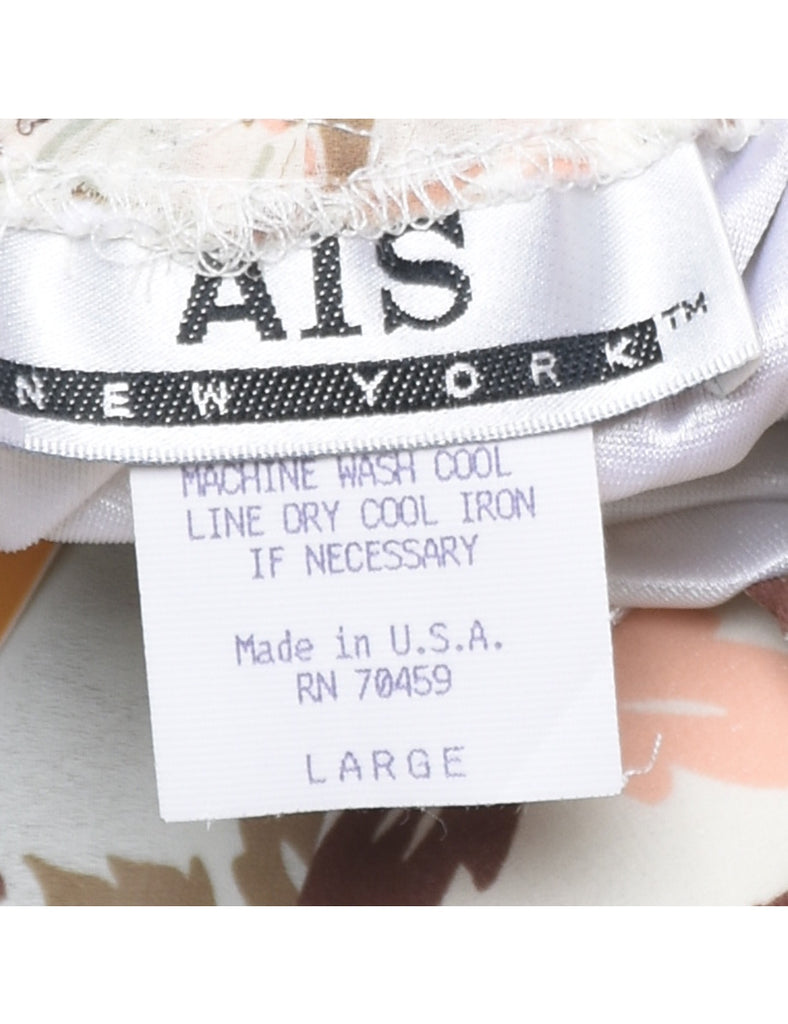 AIS
NEW YORK™
MACHINE WASH COOL
LINE DRY COOL IRON
IF NECESSARY
Made in U.S.A.
RN 70459
LARGE